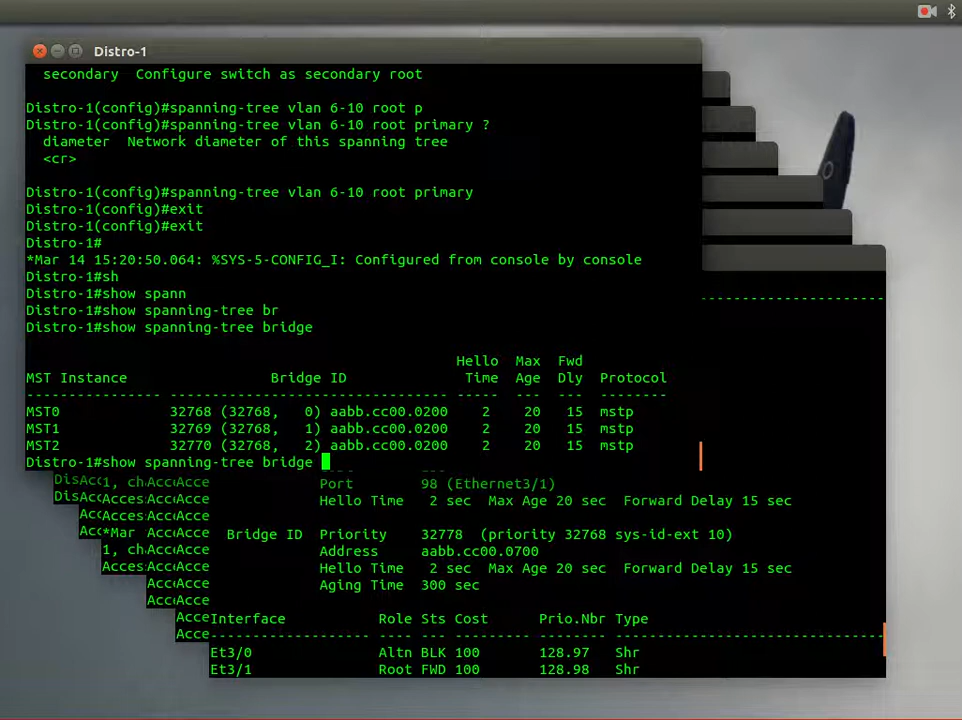 Distro-1
secondary  Configure switch as secondary root
Distro-1(config)#spanning-tree vlan 6-10 root p
Distro-1(config)#spanning-tree vlan 6-10 root primary ?
diameter  Network diameter of this spanning tree
<cr>
Distro-1(config)#spanning-tree vlan 6-10 root primary
Distro-1(config)#exit
Distro-1(config)#exit
Distro-1#
*Mar 14 15:20:50.064: %SYS-5-CONFIG_I: Configured from console by console
Distro-1#sh
Distro-1#show spann
Distro-1#show spanning-tree br
Distro-1#show spanning-tree bridge
Hello  Max  Fwd
MST Instance                 Bridge ID              Time  Age  Dly  Protocol
---------------- --------------------------------- ----- --- --- --------
MST0             32768 (32768,   0) aabb.cc00.0200    2    20   15  mstp
MST1             32769 (32768,   1) aabb.cc00.0200    2    20   15  mstp
MST2             32770 (32768,   2) aabb.cc00.0200    2    20   15  mstp
Distro-1#show spanning-tree bridge
Port        98 (Ethernet3/1)
Hello Time   2 sec  Max Age 20 sec  Forward Delay 15 sec
Bridge ID  Priority    32778  (priority 32768 sys-id-ext 10)
Address     aabb.cc00.0700
Hello Time   2 sec  Max Age 20 sec  Forward Delay 15 sec
Aging Time  300 sec
Interface           Role Sts Cost      Prio.Nbr Type
------------------- ---- --- --------- -------- --------------------------------
Et3/0               Altn BLK 100       128.97   Shr
Et3/1               Root FWD 100       128.98   Shr